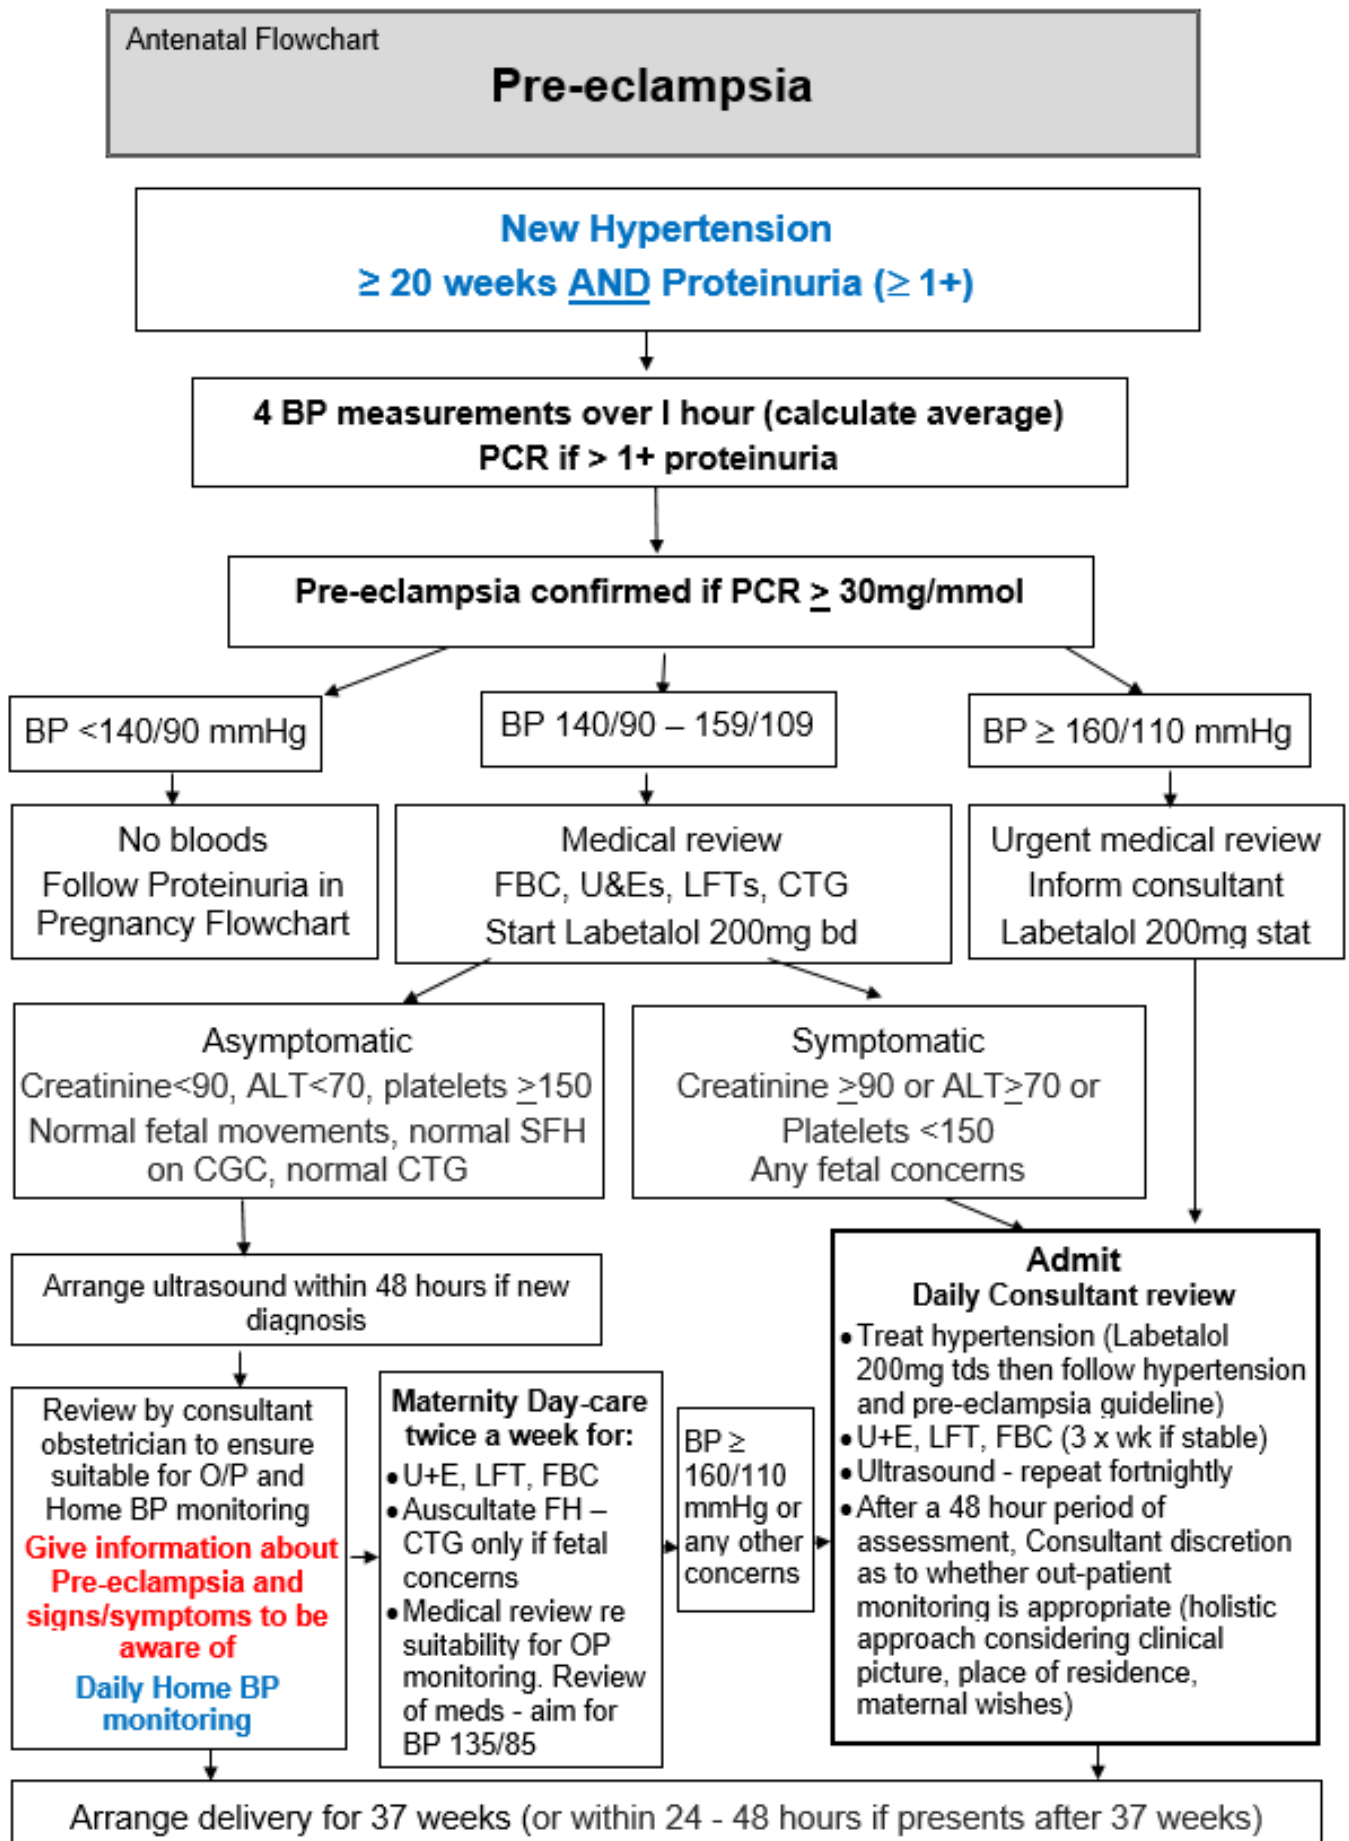 Antenatal Flowchart
Pre-eclampsia
New Hypertension
≥ 20 weeks AND Proteinuria (≥ 1+)
4 BP measurements over I hour (calculate average)
PCR if > 1+ proteinuria
Pre-eclampsia confirmed if PCR ≥ 30mg/mmol
BP <140/90 mmHg
BP 140/90 – 159/109
BP ≥ 160/110 mmHg
No bloods
Follow Proteinuria in
Pregnancy Flowchart
Medical review
FBC, U&Es, LFTs, CTG
Start Labetalol 200mg bd
Urgent medical review
Inform consultant
Labetalol 200mg stat
Asymptomatic
Creatinine<90, ALT<70, platelets ≥150
Normal fetal movements, normal SFH
on CGC, normal CTG
Symptomatic
Creatinine ≥90 or ALT≥70 or
Platelets <150
Any fetal concerns
Arrange ultrasound within 48 hours if new
diagnosis
Review by consultant
obstetrician to ensure
suitable for O/P and
Home BP monitoring
Give information about
Pre-eclampsia and
signs/symptoms to be
aware of
Daily Home BP
monitoring
Maternity Day-care
twice a week for:
• U+E, LFT, FBC
• Auscultate FH –
CTG only if fetal
concerns
• Medical review re
suitability for OP
monitoring. Review
of meds - aim for
BP 135/85
BP ≥
160/110
mmHg or
any other
concerns
Admit
Daily Consultant review
• Treat hypertension (Labetalol
200mg tds then follow hypertension
and pre-eclampsia guideline)
• U+E, LFT, FBC (3 x wk if stable)
• Ultrasound - repeat fortnightly
• After a 48 hour period of
assessment, Consultant discretion
as to whether out-patient
monitoring is appropriate (holistic
approach considering clinical
picture, place of residence,
maternal wishes)
Arrange delivery for 37 weeks (or within 24 - 48 hours if presents after 37 weeks)